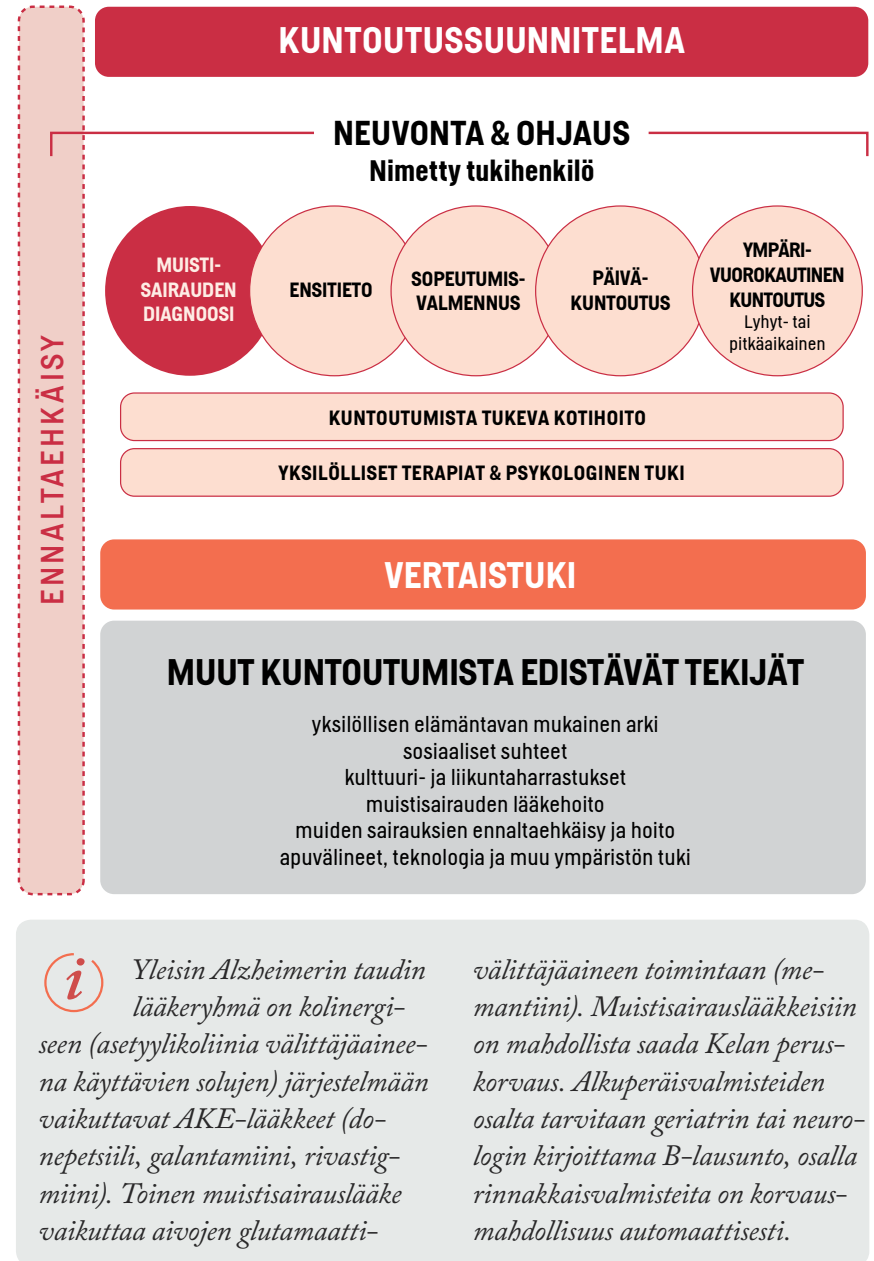 KUNTOUTUSSUUNNITELMA
NEUVONTA & OHJAUS
Nimetty tukihenkilö
MUISTI-
SAIRAUDEN
DIAGNOOSI
ENSITIETO
SOPEUTUMIS-
VALMENNUS
PÄIVÄ-
KUNTOUTUS
YMPÄRI-
VUOROKAUTINEN
KUNTOUTUS
Lyhyt- tai
pitkäaikainen
KUNTOUTUMISTA TUKEVA KOTIHOITO
YKSILÖLLISET TERAPIAT & PSYKOLOGINEN TUKI
ENNALTAEHKÄISY
VERTAISTUKI
MUUT KUNTOUTUMISTA EDISTÄVÄT TEKIJÄT
yksilöllisen elämäntavan mukainen arki
sosiaaliset suhteet
kulttuuri- ja liikuntaharrastukset
muistisairauden lääkehoito
muiden sairauksien ennaltaehkäisy ja hoito
apuvälineet, teknologia ja muu ympäristön tuki
i
Yleisin Alzheimerin taudin
lääkeryhmä on kolinergi-
seen (asetyylikoliinia välittäjäainee-
na käyttävien solujen) järjestelmään
vaikuttavat AKE-lääkkeet (do-
nepetsiili, galantamiini, rivastig-
miini). Toinen muistisairauslääke
vaikuttaa aivojen glutamaatti-
välittäjäaineen toimintaan (me-
mantiini). Muistisairauslääkkeisiin
on mahdollista saada Kelan perus-
korvaus. Alkuperäisvalmisteiden
osalta tarvitaan geriatrin tai neuro-
login kirjoittama B-lausunto, osalla
rinnakkaisvalmisteita on korvaus-
mahdollisuus automaattisesti.